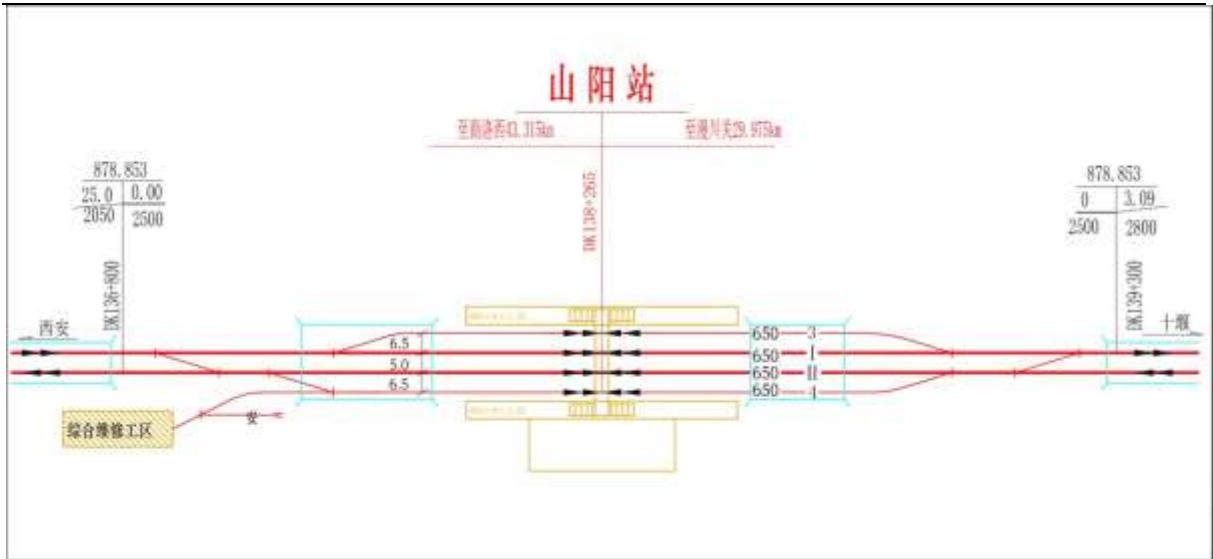 山阳站
至商洛西43.315km
至漫川关29.975km
DK138+265
878.853
25.0 0.00
2050 2500
DK136+800
878.853
0 3.09
2500 2800
DK139+300
西安
十堰
6.5
5.0
6.5
650 3
650 I
650 II
650
安
综合维修工区